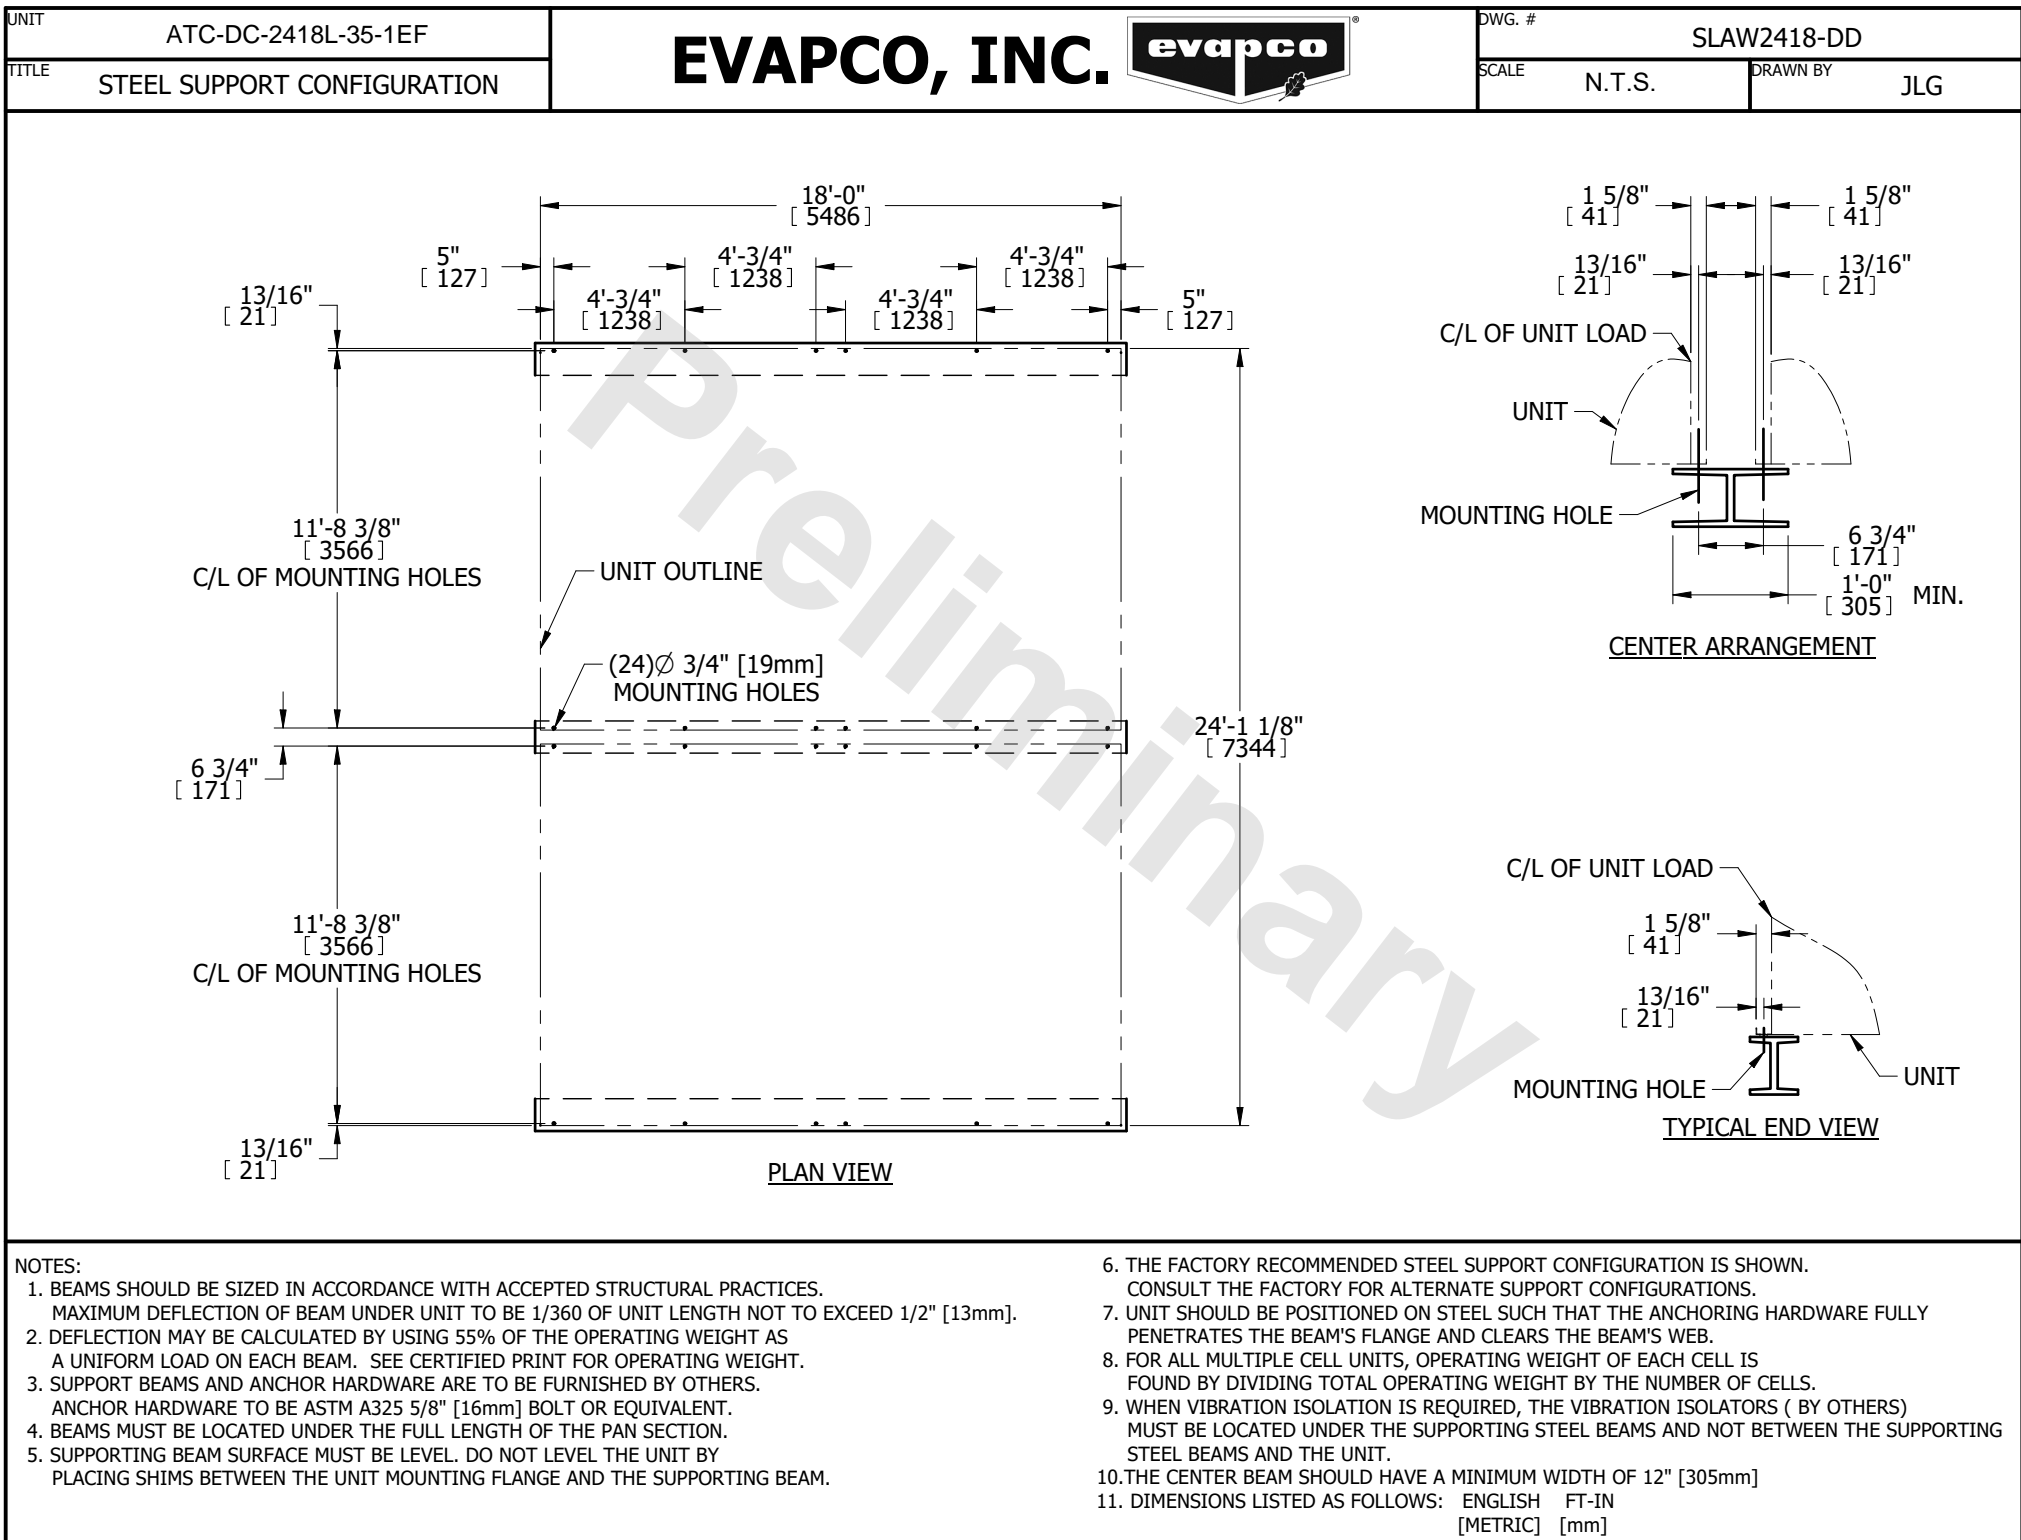 UNIT
ATC-DC-2418L-35-1EF
TITLE
STEEL SUPPORT CONFIGURATION
EVAPCO, INC.
evapco
®
DWG. #
SLAW2418-DD
SCALE
N.T.S.
DRAWN BY
JLG
18'-0"
[ 5486 ]
5"
[ 127 ]
4'-3/4"
[ 1238 ]
4'-3/4"
[ 1238 ]
13/16"
[ 21 ]
4'-3/4"
[ 1238 ]
4'-3/4"
[ 1238 ]
5"
[ 127 ]
11'-8 3/8"
[ 3566 ]
C/L OF MOUNTING HOLES
UNIT OUTLINE
(24)∅ 3/4" [19mm]
MOUNTING HOLES
6 3/4"
[ 171 ]
24'-1 1/8"
[ 7344 ]
11'-8 3/8"
[ 3566 ]
C/L OF MOUNTING HOLES
13/16"
[ 21 ]
PLAN VIEW
Preliminary
1 5/8"
[ 41 ]
1 5/8"
[ 41 ]
13/16"
[ 21 ]
13/16"
[ 21 ]
C/L OF UNIT LOAD
UNIT
MOUNTING HOLE
6 3/4"
[ 171 ]
1'-0"
[ 305 ]
MIN.
CENTER ARRANGEMENT
C/L OF UNIT LOAD
1 5/8"
[ 41 ]
13/16"
[ 21 ]
MOUNTING HOLE
UNIT
TYPICAL END VIEW
NOTES:
1. BEAMS SHOULD BE SIZED IN ACCORDANCE WITH ACCEPTED STRUCTURAL PRACTICES.
MAXIMUM DEFLECTION OF BEAM UNDER UNIT TO BE 1/360 OF UNIT LENGTH NOT TO EXCEED 1/2" [13mm].
2. DEFLECTION MAY BE CALCULATED BY USING 55% OF THE OPERATING WEIGHT AS
A UNIFORM LOAD ON EACH BEAM. SEE CERTIFIED PRINT FOR OPERATING WEIGHT.
3. SUPPORT BEAMS AND ANCHOR HARDWARE ARE TO BE FURNISHED BY OTHERS.
ANCHOR HARDWARE TO BE ASTM A325 5/8" [16mm] BOLT OR EQUIVALENT.
4. BEAMS MUST BE LOCATED UNDER THE FULL LENGTH OF THE PAN SECTION.
5. SUPPORTING BEAM SURFACE MUST BE LEVEL. DO NOT LEVEL THE UNIT BY
PLACING SHIMS BETWEEN THE UNIT MOUNTING FLANGE AND THE SUPPORTING BEAM.
6. THE FACTORY RECOMMENDED STEEL SUPPORT CONFIGURATION IS SHOWN.
CONSULT THE FACTORY FOR ALTERNATE SUPPORT CONFIGURATIONS.
7. UNIT SHOULD BE POSITIONED ON STEEL SUCH THAT THE ANCHORING HARDWARE FULLY
PENETRATES THE BEAM'S FLANGE AND CLEARS THE BEAM'S WEB.
8. FOR ALL MULTIPLE CELL UNITS, OPERATING WEIGHT OF EACH CELL IS
FOUND BY DIVIDING TOTAL OPERATING WEIGHT BY THE NUMBER OF CELLS.
9. WHEN VIBRATION ISOLATION IS REQUIRED, THE VIBRATION ISOLATORS ( BY OTHERS)
MUST BE LOCATED UNDER THE SUPPORTING STEEL BEAMS AND NOT BETWEEN THE SUPPORTING
STEEL BEAMS AND THE UNIT.
10.THE CENTER BEAM SHOULD HAVE A MINIMUM WIDTH OF 12" [305mm]
11. DIMENSIONS LISTED AS FOLLOWS: ENGLISH FT-IN
[METRIC] [mm]